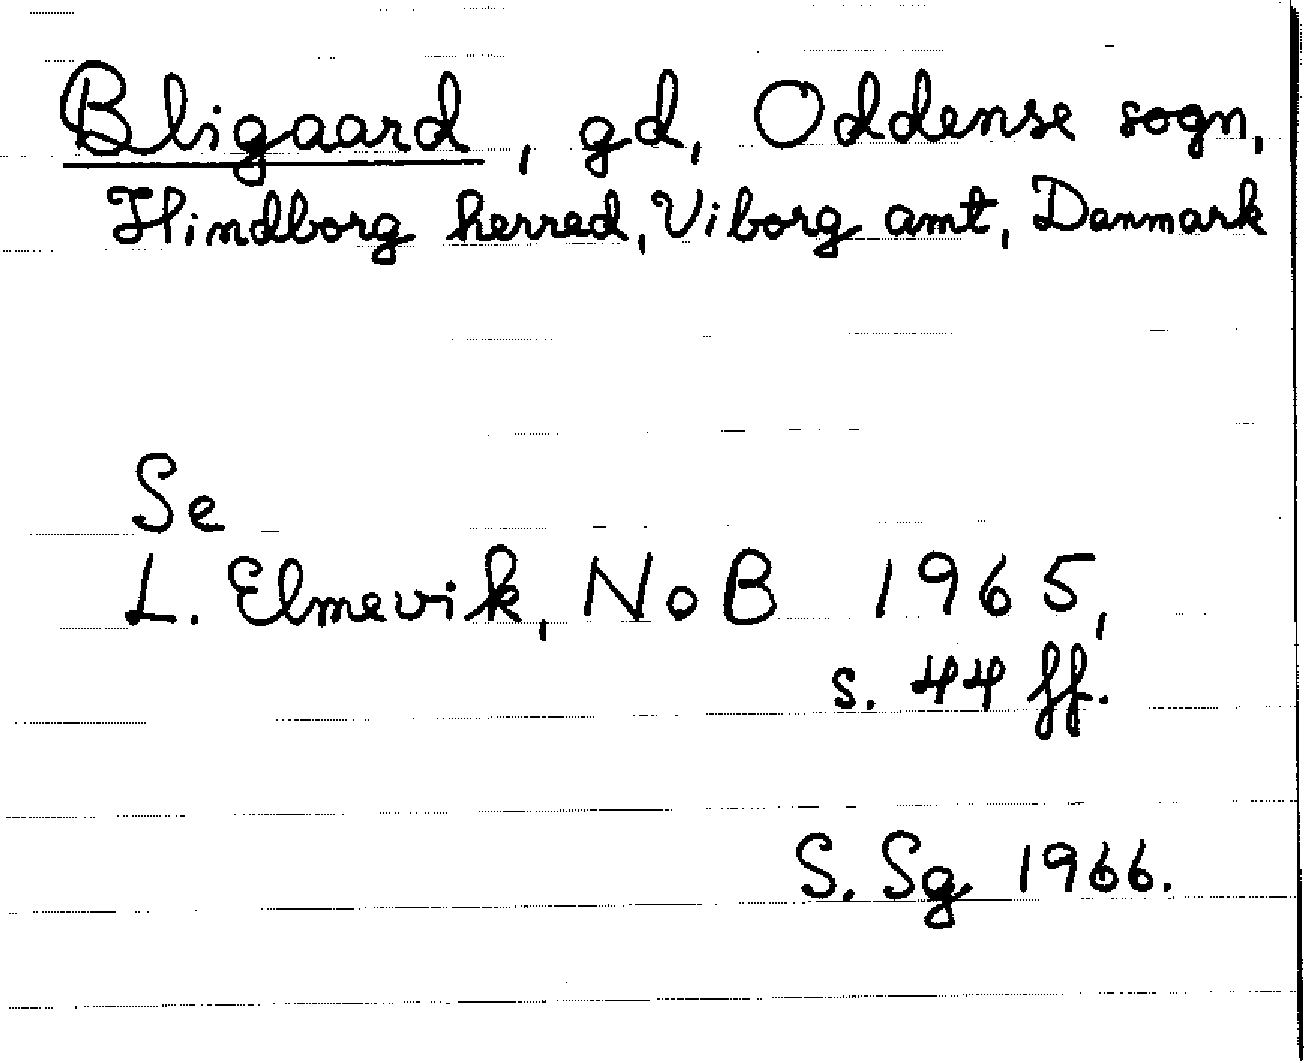 Bligaard, gd, Oddense sogn,
Hindborg herred, Viborg amt, Danmark
Se
L. Elmevik, NoB 1965,
s. 44 ff.
S. Sg 1966.